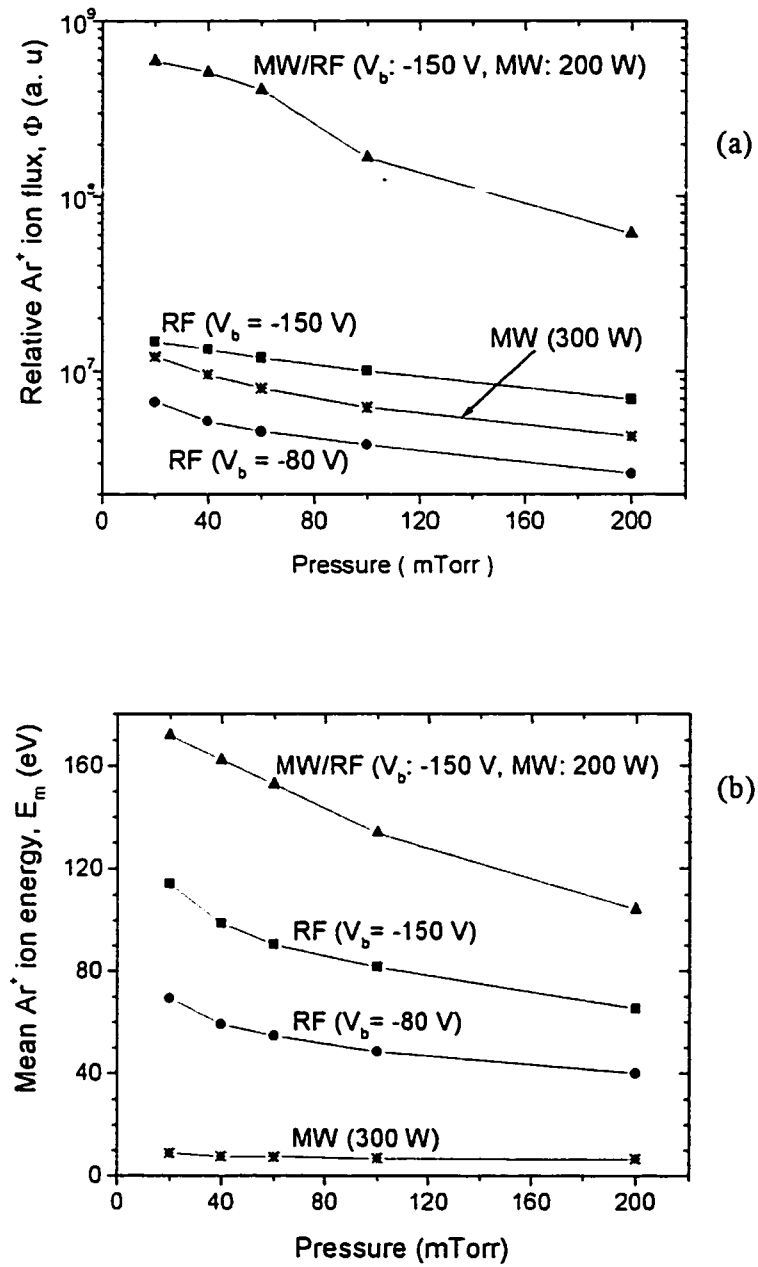 10⁹
MW/RF (V_b: -150 V, MW: 200 W)
(a)
Relative Ar⁺ ion flux, Φ (a. u)
10⁸
RF (V_b = -150 V)
MW (300 W)
10⁷
RF (V_b = -80 V)
0 40 80 120 160 200
Pressure ( mTorr )
160
MW/RF (V_b: -150 V, MW: 200 W)
(b)
Mean Ar⁺ ion energy, E_m (eV)
120
RF (V_b= -150 V)
80
RF (V_b= -80 V)
40
MW (300 W)
0
0 40 80 120 160 200
Pressure (mTorr)